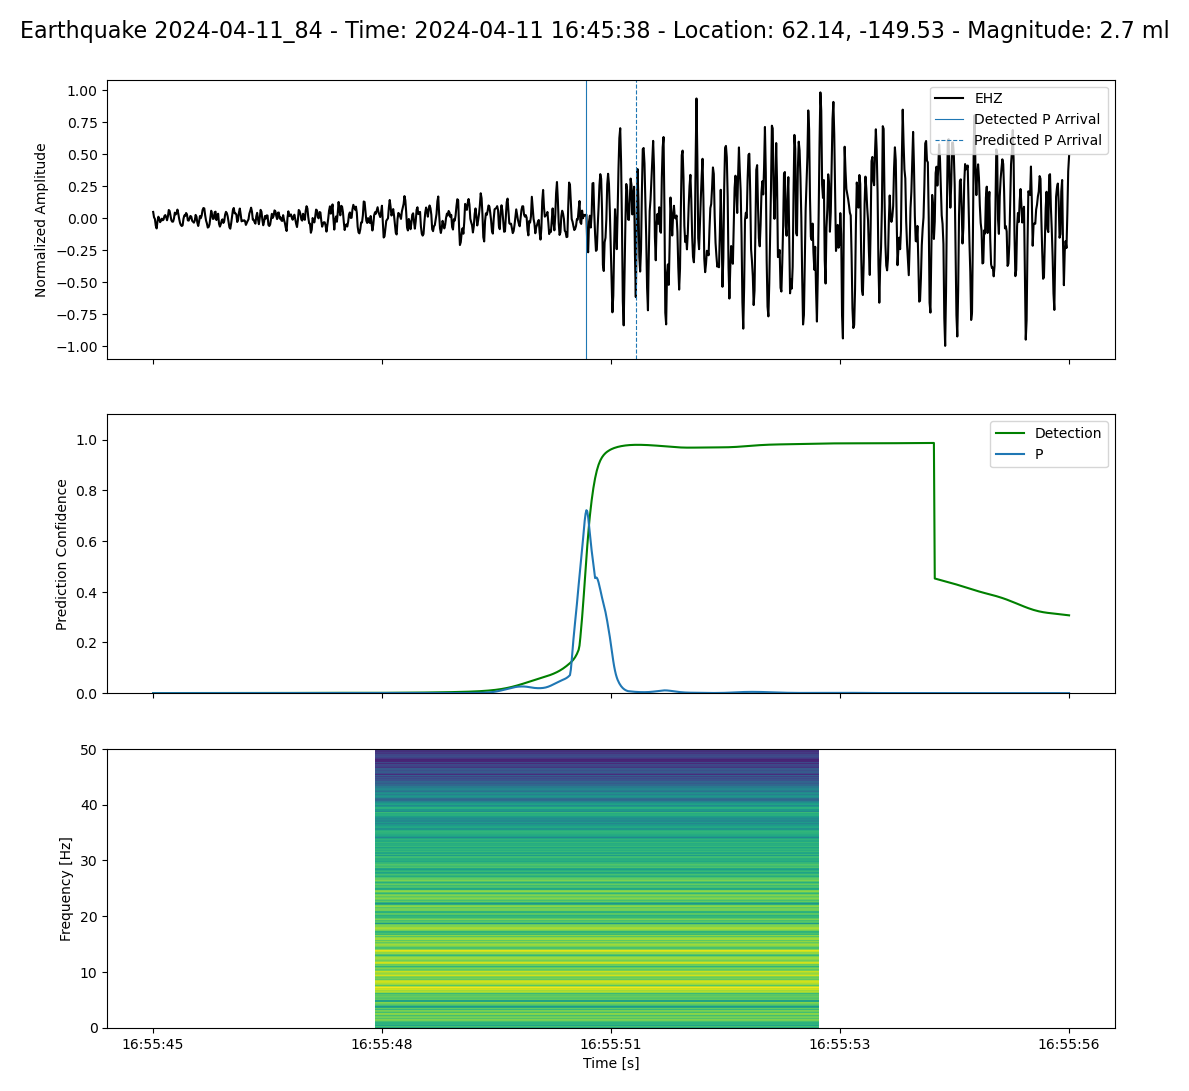 Earthquake 2024-04-11_84 - Time: 2024-04-11 16:45:38 - Location: 62.14, -149.53 - Magnitude: 2.7 ml
1.00
0.75
0.50
0.25
0.00
−0.25
−0.50
−0.75
−1.00
Normalized Amplitude
EHZ
Detected P Arrival
Predicted P Arrival
1.0
0.8
0.6
0.4
0.2
0.0
Prediction Confidence
Detection
P
50
40
30
20
10
0
Frequency [Hz]
16:55:45 16:55:48 16:55:51 16:55:53 16:55:56
Time [s]